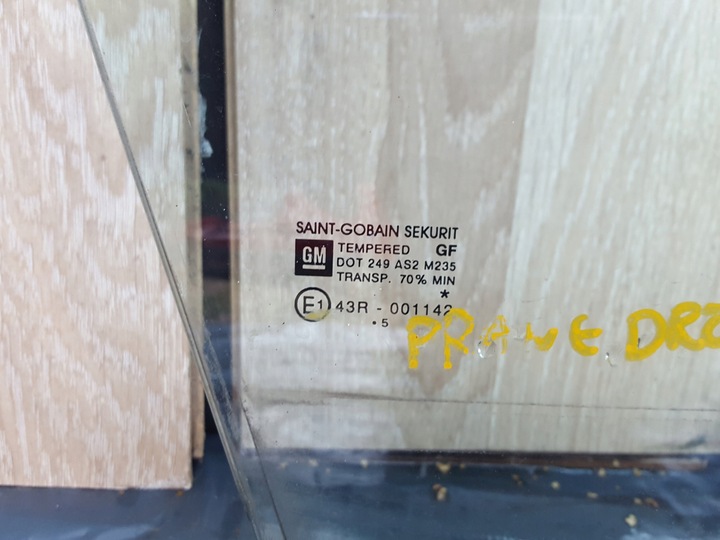 SAINT-GOBAIN SEKURIT
GM TEMPERED GF
DOT 249 AS2 M235
TRANSP. 70% MIN
*
E1 43R - 001142
.5
PRAWE DRZ